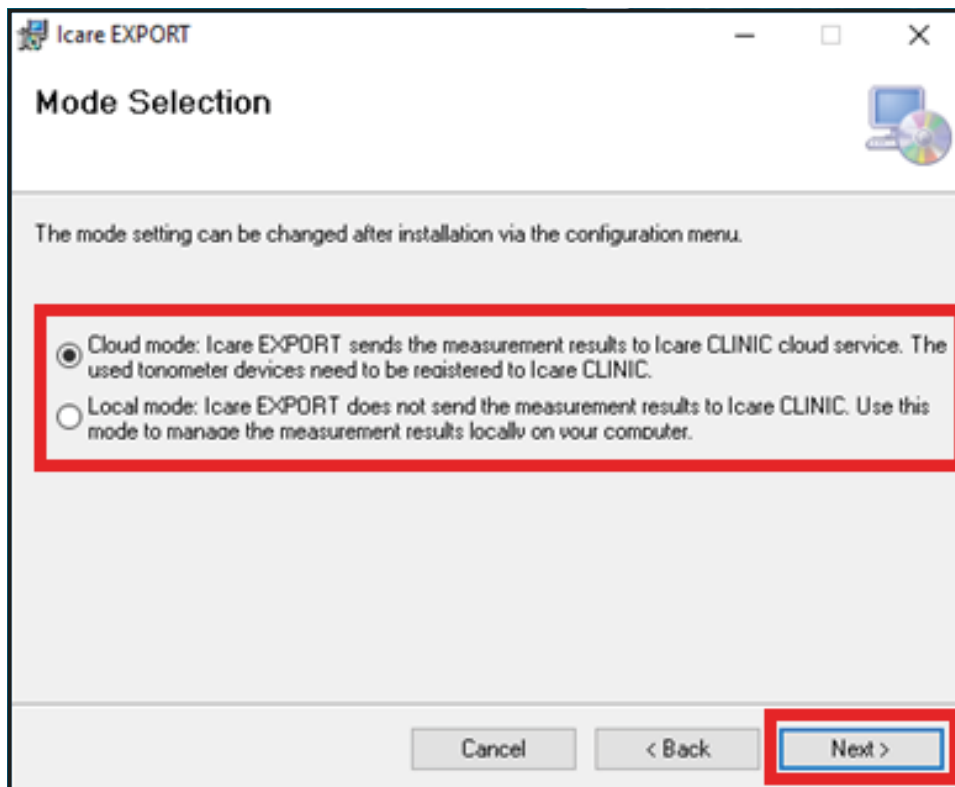 Icare EXPORT
Mode Selection
The mode setting can be changed after installation via the configuration menu.
Cloud mode: Icare EXPORT sends the measurement results to Icare CLINIC cloud service. The
used tonometer devices need to be registered to Icare CLINIC.
Local mode: Icare EXPORT does not send the measurement results to Icare CLINIC. Use this
mode to manage the measurement results locally on your computer.
Cancel
< Back
Next >